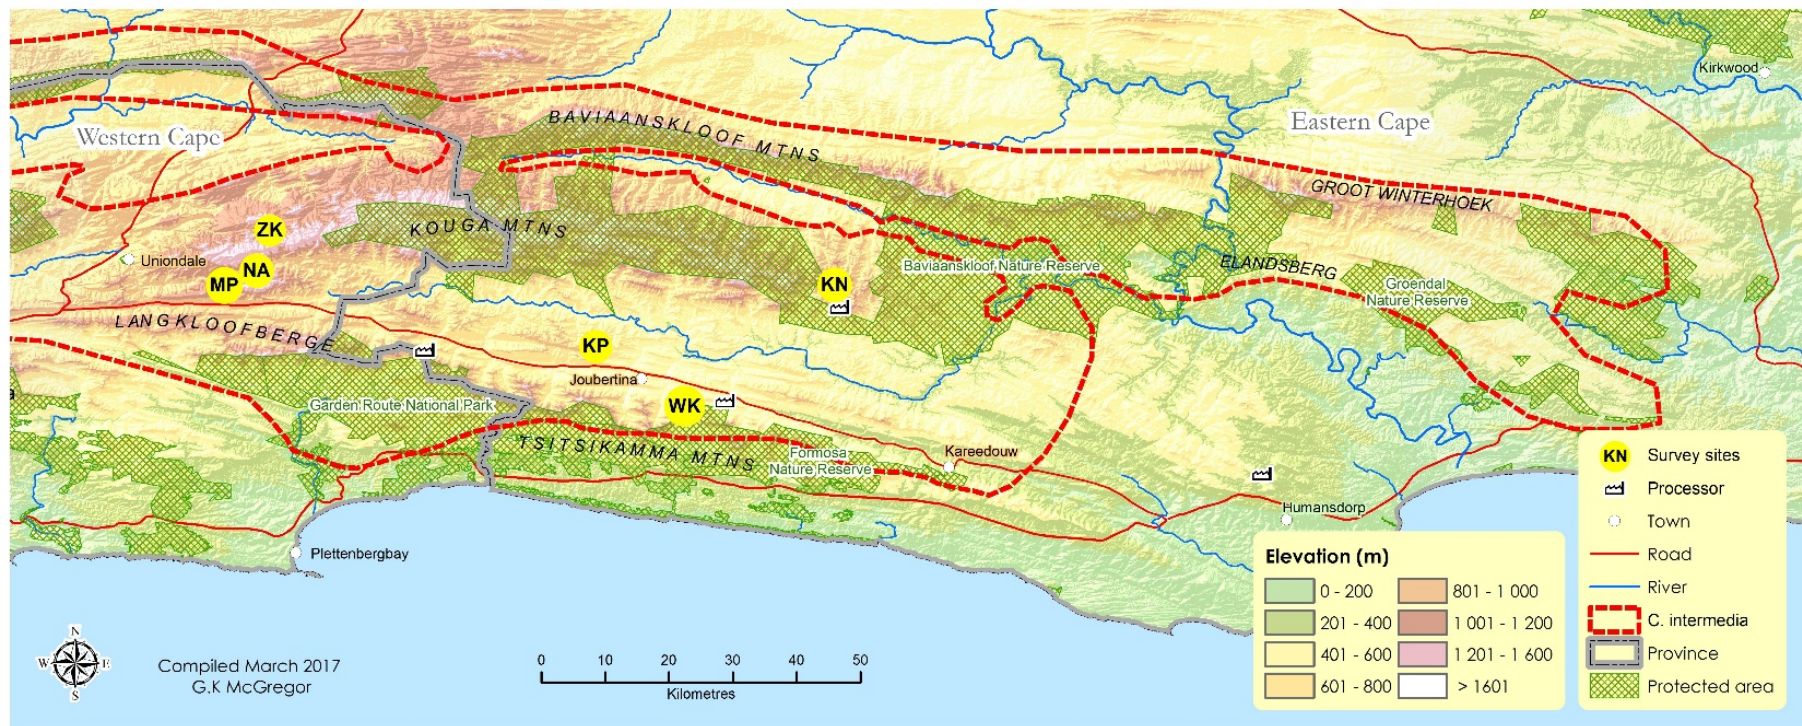 Kirkwood
Western Cape
BAVIAANSKLOOF MTNS
Eastern Cape
GROOT WINTERHOEK
ZK
KOUGA MTNS
Uniondale
NA
MP
Baviaanskloof Nature Reserve
ELANDSBERG
KN
Groendal
Nature Reserve
LANGKLOOFBERGE
KP
Joubertina
a
WK
Garden Route National Park
TSITSIKAMMA MTNS
Formosa
Nature Reserve
Kareedouw
Humansdorp
Plettenbergbay
KN Survey sites
Processor
Town
Road
River
C. intermedia
Province
Protected area
Elevation (m)
0 - 200
201 - 400
401 - 600
601 - 800
801 - 1 000
1 001 - 1 200
1 201 - 1 600
> 1601
N
W E
S
Compiled March 2017
G.K McGregor
0 10 20 30 40 50
Kilometres